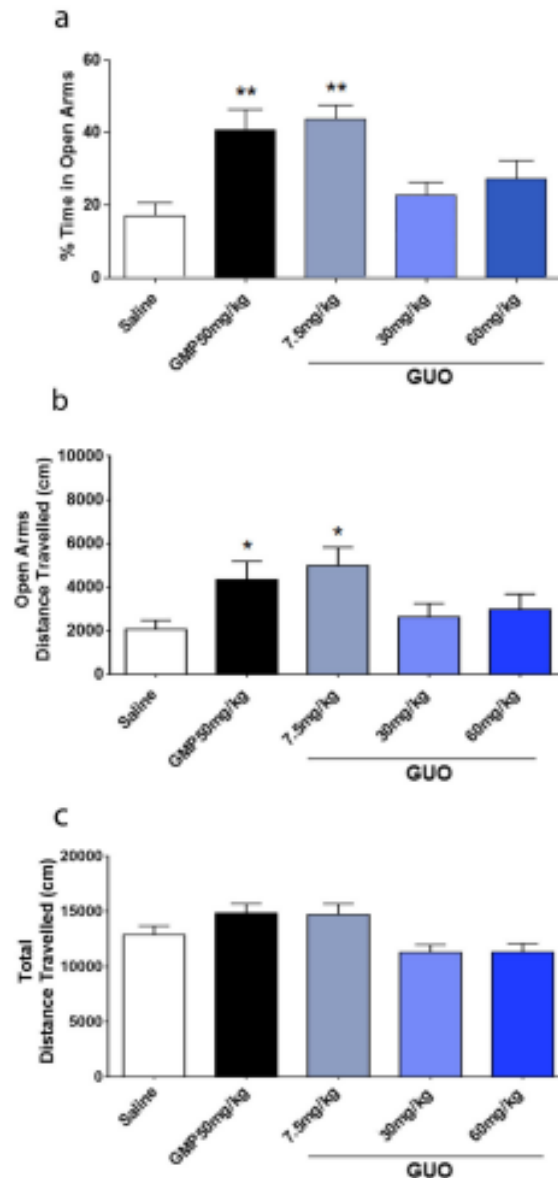 a
% Time in Open Arms
60
40
20
0
** **
Saline
GMP50mg/kg
7.5mg/kg
30mg/kg
60mg/kg
GUO
b
Open Arms
Distance Travelled (cm)
10000
8000
6000
4000
2000
0
* *
Saline
GMP50mg/kg
7.5mg/kg
30mg/kg
60mg/kg
GUO
c
Total
Distance Travelled (cm)
20000
15000
10000
5000
0
Saline
GMP50mg/kg
7.5mg/kg
30mg/kg
60mg/kg
GUO